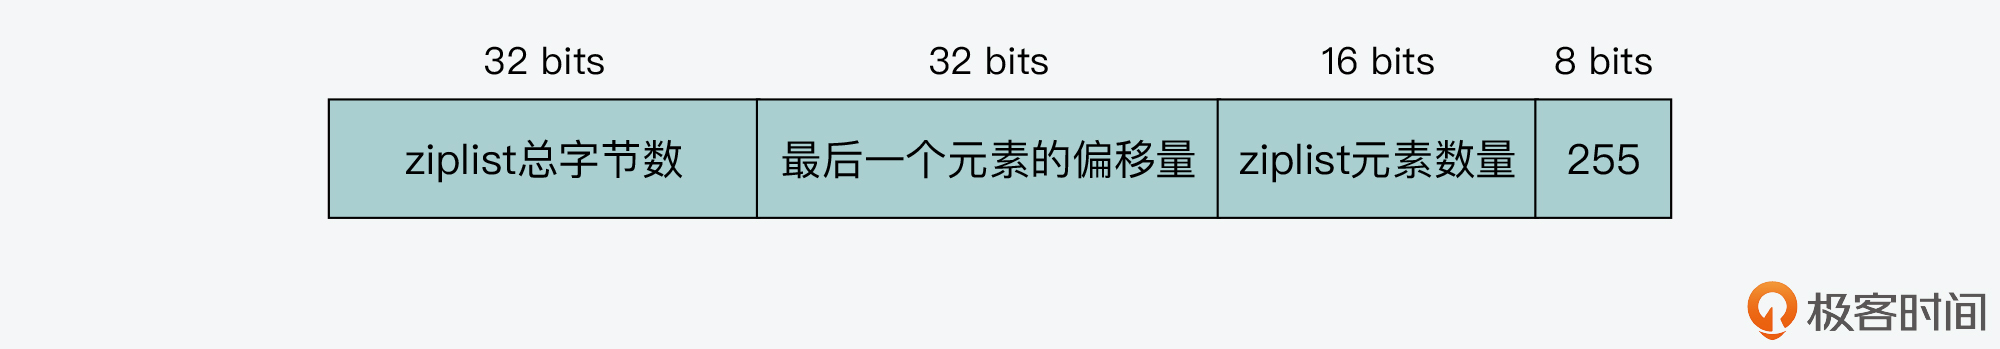 32 bits 32 bits 16 bits 8 bits
ziplist总字节数 最后一个元素的偏移量 ziplist元素数量 255
极客时间